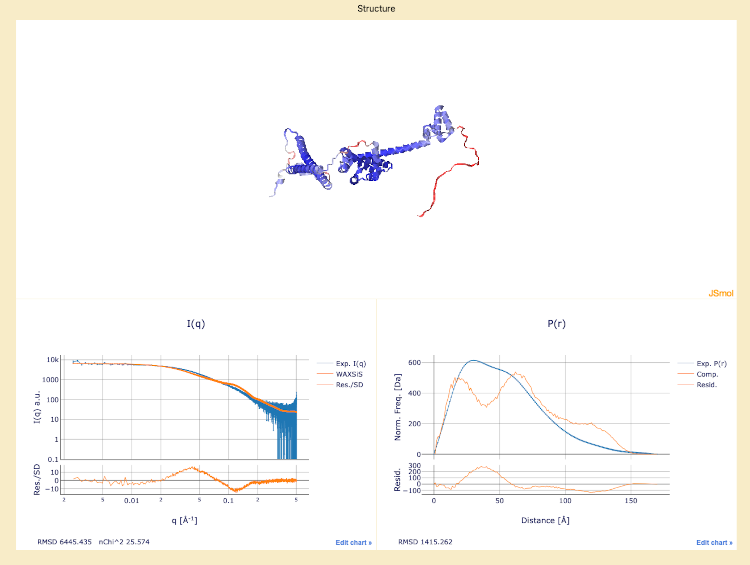 Structure
JSmol
I(q)
10k
1000
100
10
1
0.1
I(q) a.u.
Exp. I(q)
WAXSiS
Res./SD
10
0
−10
Res./SD
2
5
0.01
2
5
0.1
2
5
q [Å⁻¹]
RMSD 6445.435 nChi^2 25.574
Edit chart »
P(r)
600
400
200
0
Norm. Freq. [Da]
Exp. P(r)
Comp.
Resid.
300
200
100
0
−100
Resid.
0
50
100
150
Distance [Å]
RMSD 1415.262
Edit chart »